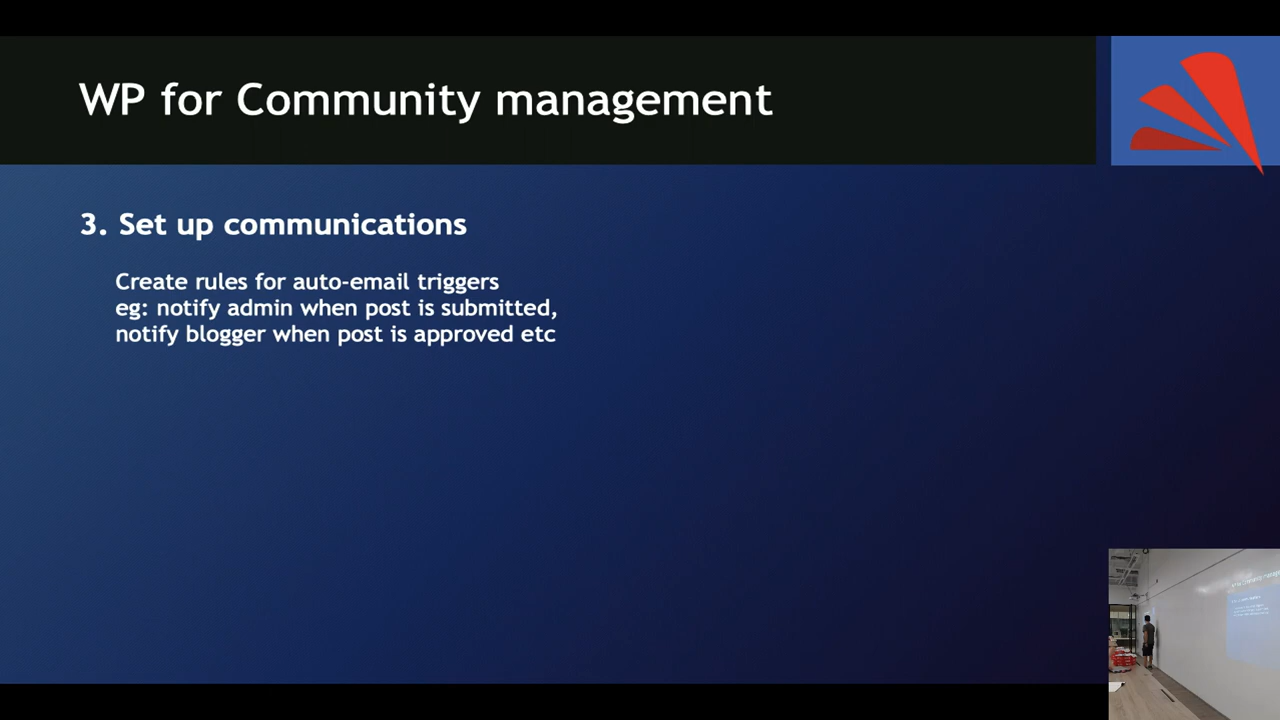 WP for Community management
3. Set up communications
Create rules for auto-email triggers
eg: notify admin when post is submitted,
notify blogger when post is approved etc